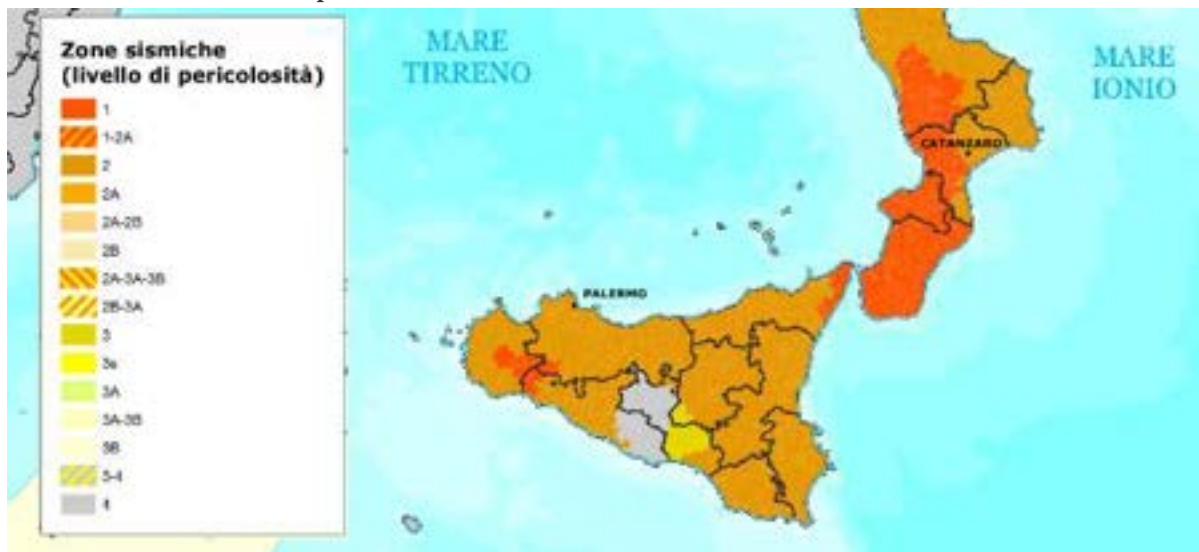 Zone sismiche
(livello di pericolosità)
1
1-2A
2
2A
2A-2B
2B
2A-3A-3B
2B-3A
3
3s
3A
3A-3B
3B
3-4
4
MARE
TIRRENO
MARE
IONIO
CATANZARO
PALERMO